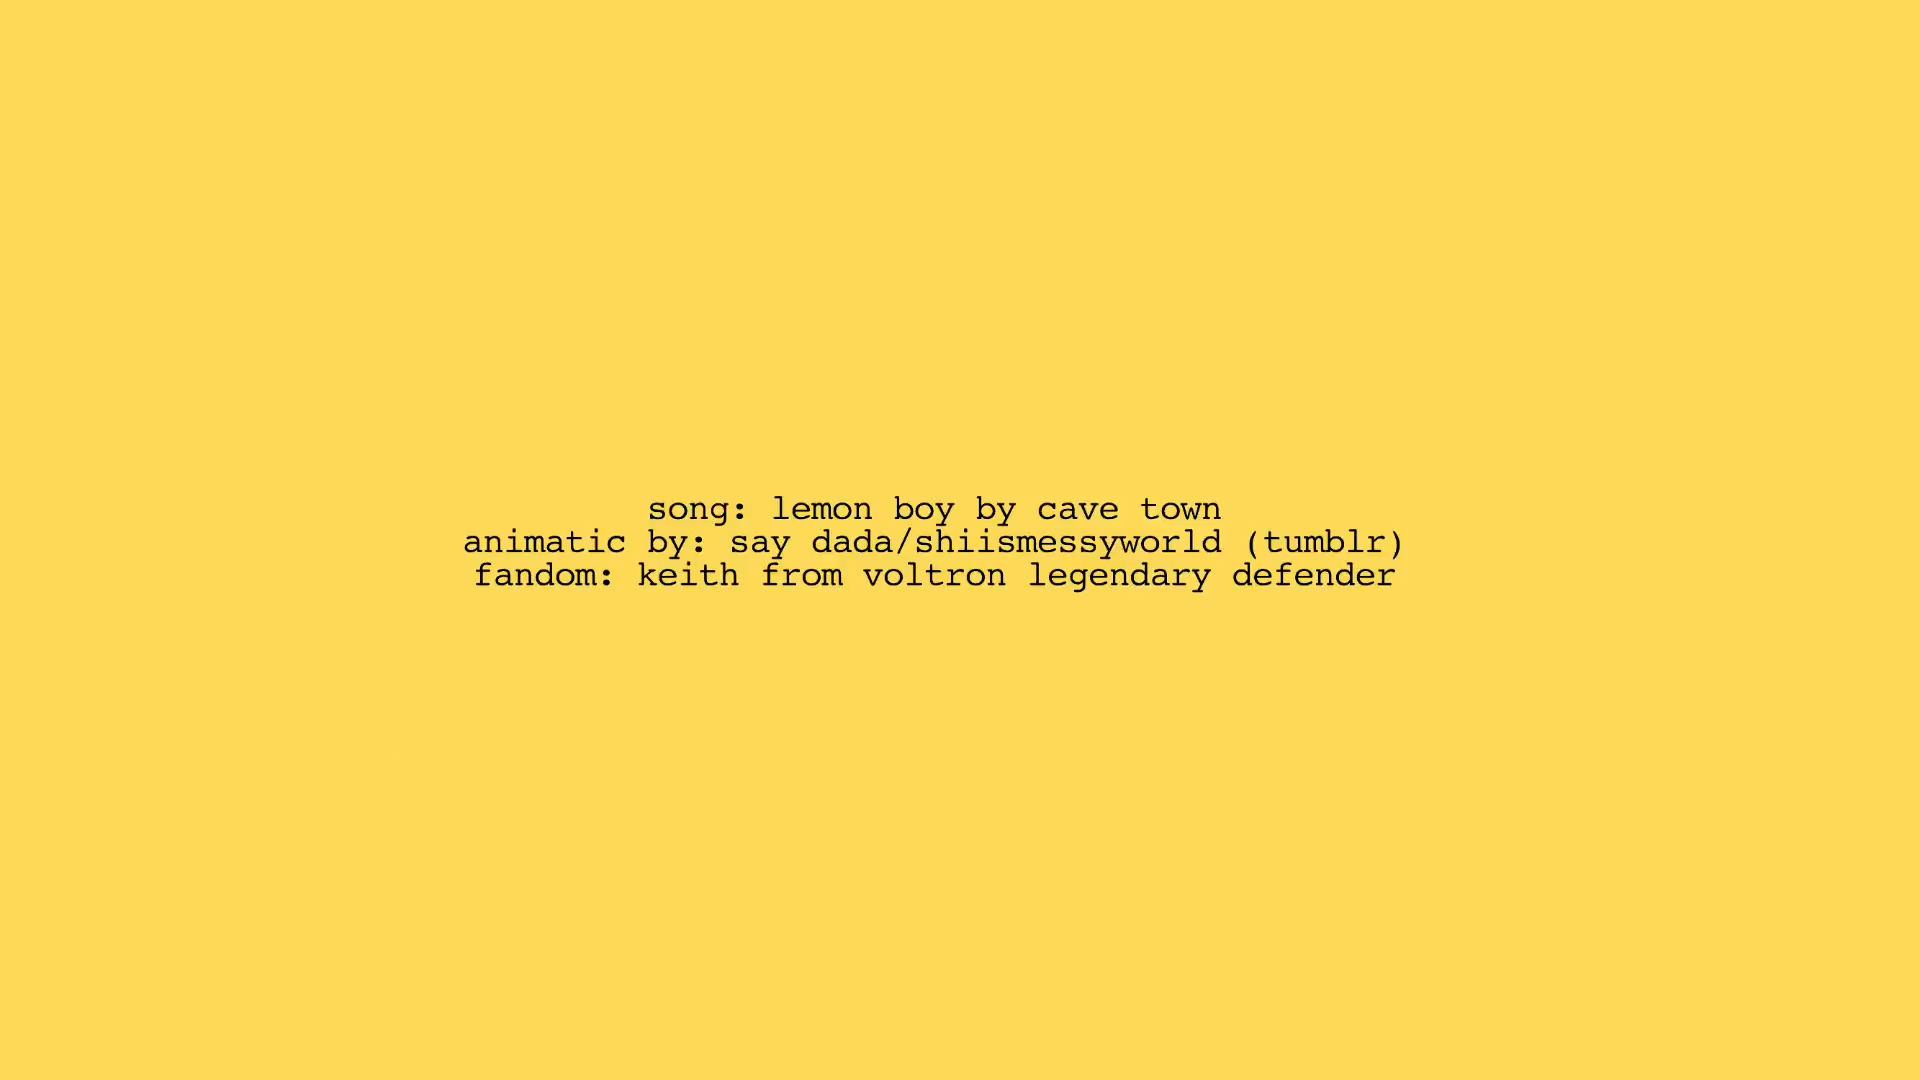 song: lemon boy by cave town
animatic by: say dada/shiismessyworld (tumblr)
fandom: keith from voltron legendary defender